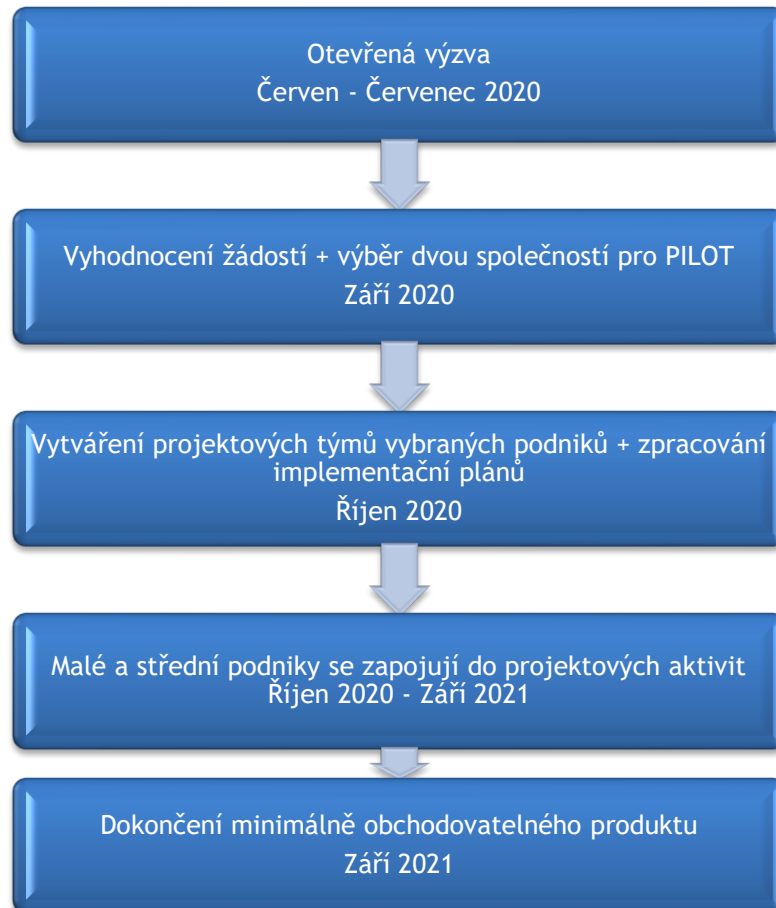 Otevřená výzva
Červen - Červenec 2020
Vyhodnocení žádostí + výběr dvou společností pro PILOT
Září 2020
Vytváření projektových týmů vybraných podniků + zpracování
implementační plánů
Říjen 2020
Malé a střední podniky se zapojují do projektových aktivit
Říjen 2020 - Září 2021
Dokončení minimálně obchodovatelného produktu
Září 2021